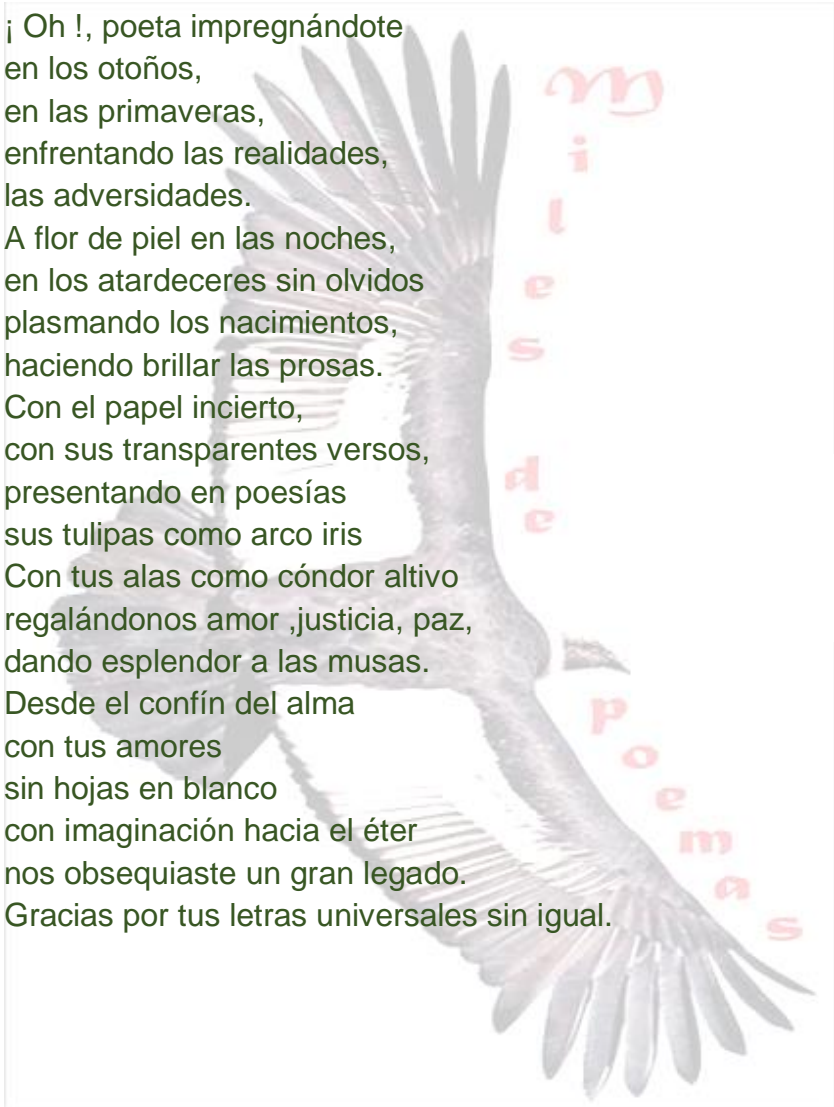 ¡ Oh !, poeta impregnándote
en los otoños,
en las primaveras,
enfrentando las realidades,
las adversidades.
A flor de piel en las noches,
en los atardeceres sin olvidos
plasmando los nacimientos,
haciendo brillar las prosas.
Con el papel incierto,
con sus transparentes versos,
presentando en poesías
sus tulipas como arco iris
Con tus alas como cóndor altivo
regalándonos amor ,justicia, paz,
dando esplendor a las musas.
Desde el confín del alma
con tus amores
sin hojas en blanco
con imaginación hacia el éter
nos obsequiaste un gran legado.
Gracias por tus letras universales sin igual.
Miles de poemas